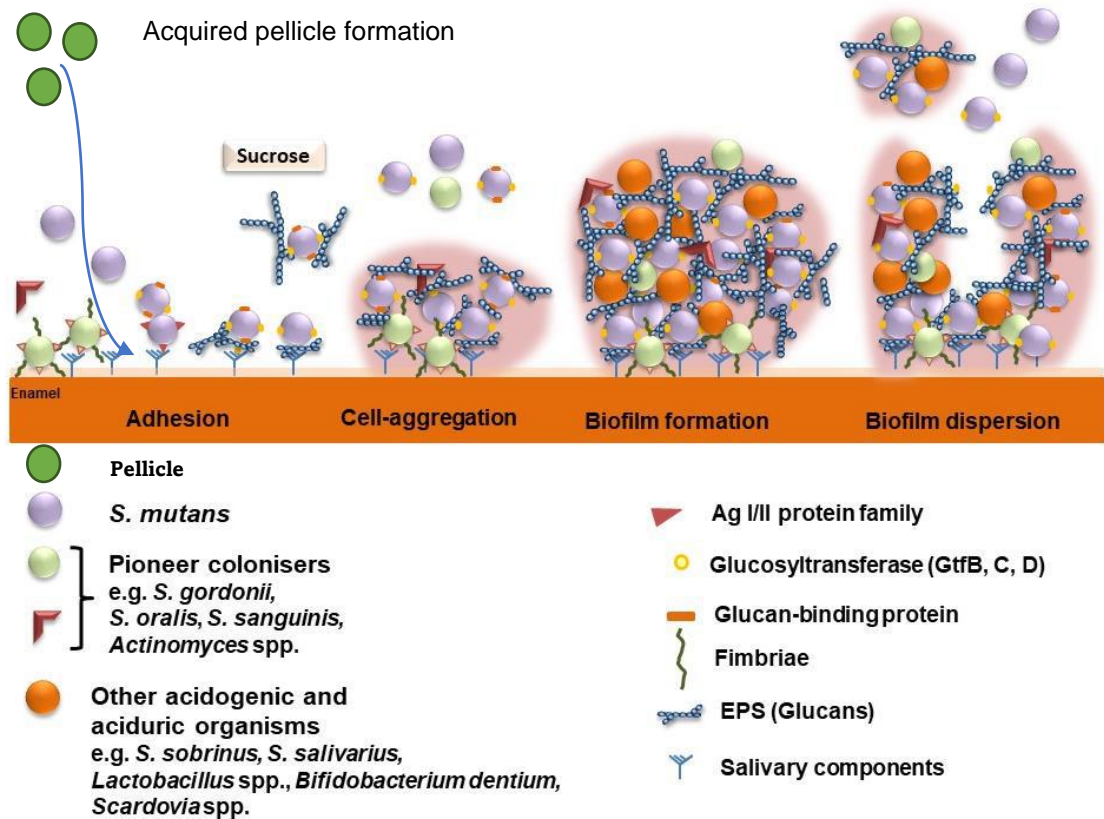 Acquired pellicle formation
Sucrose
Enamel
Adhesion
Cell-aggregation
Biofilm formation
Biofilm dispersion
Pellicle
S. mutans
Pioneer colonisers
e.g. S. gordonii,
S. oralis, S. sanguinis,
Actinomyces spp.
Other acidogenic and
aciduric organisms
e.g. S. sobrinus, S. salivarius,
Lactobacillus spp., Bifidobacterium dentium,
Scardovia spp.
Ag I/II protein family
Glucosyltransferase (GtfB, C, D)
Glucan-binding protein
Fimbriae
EPS (Glucans)
Salivary components